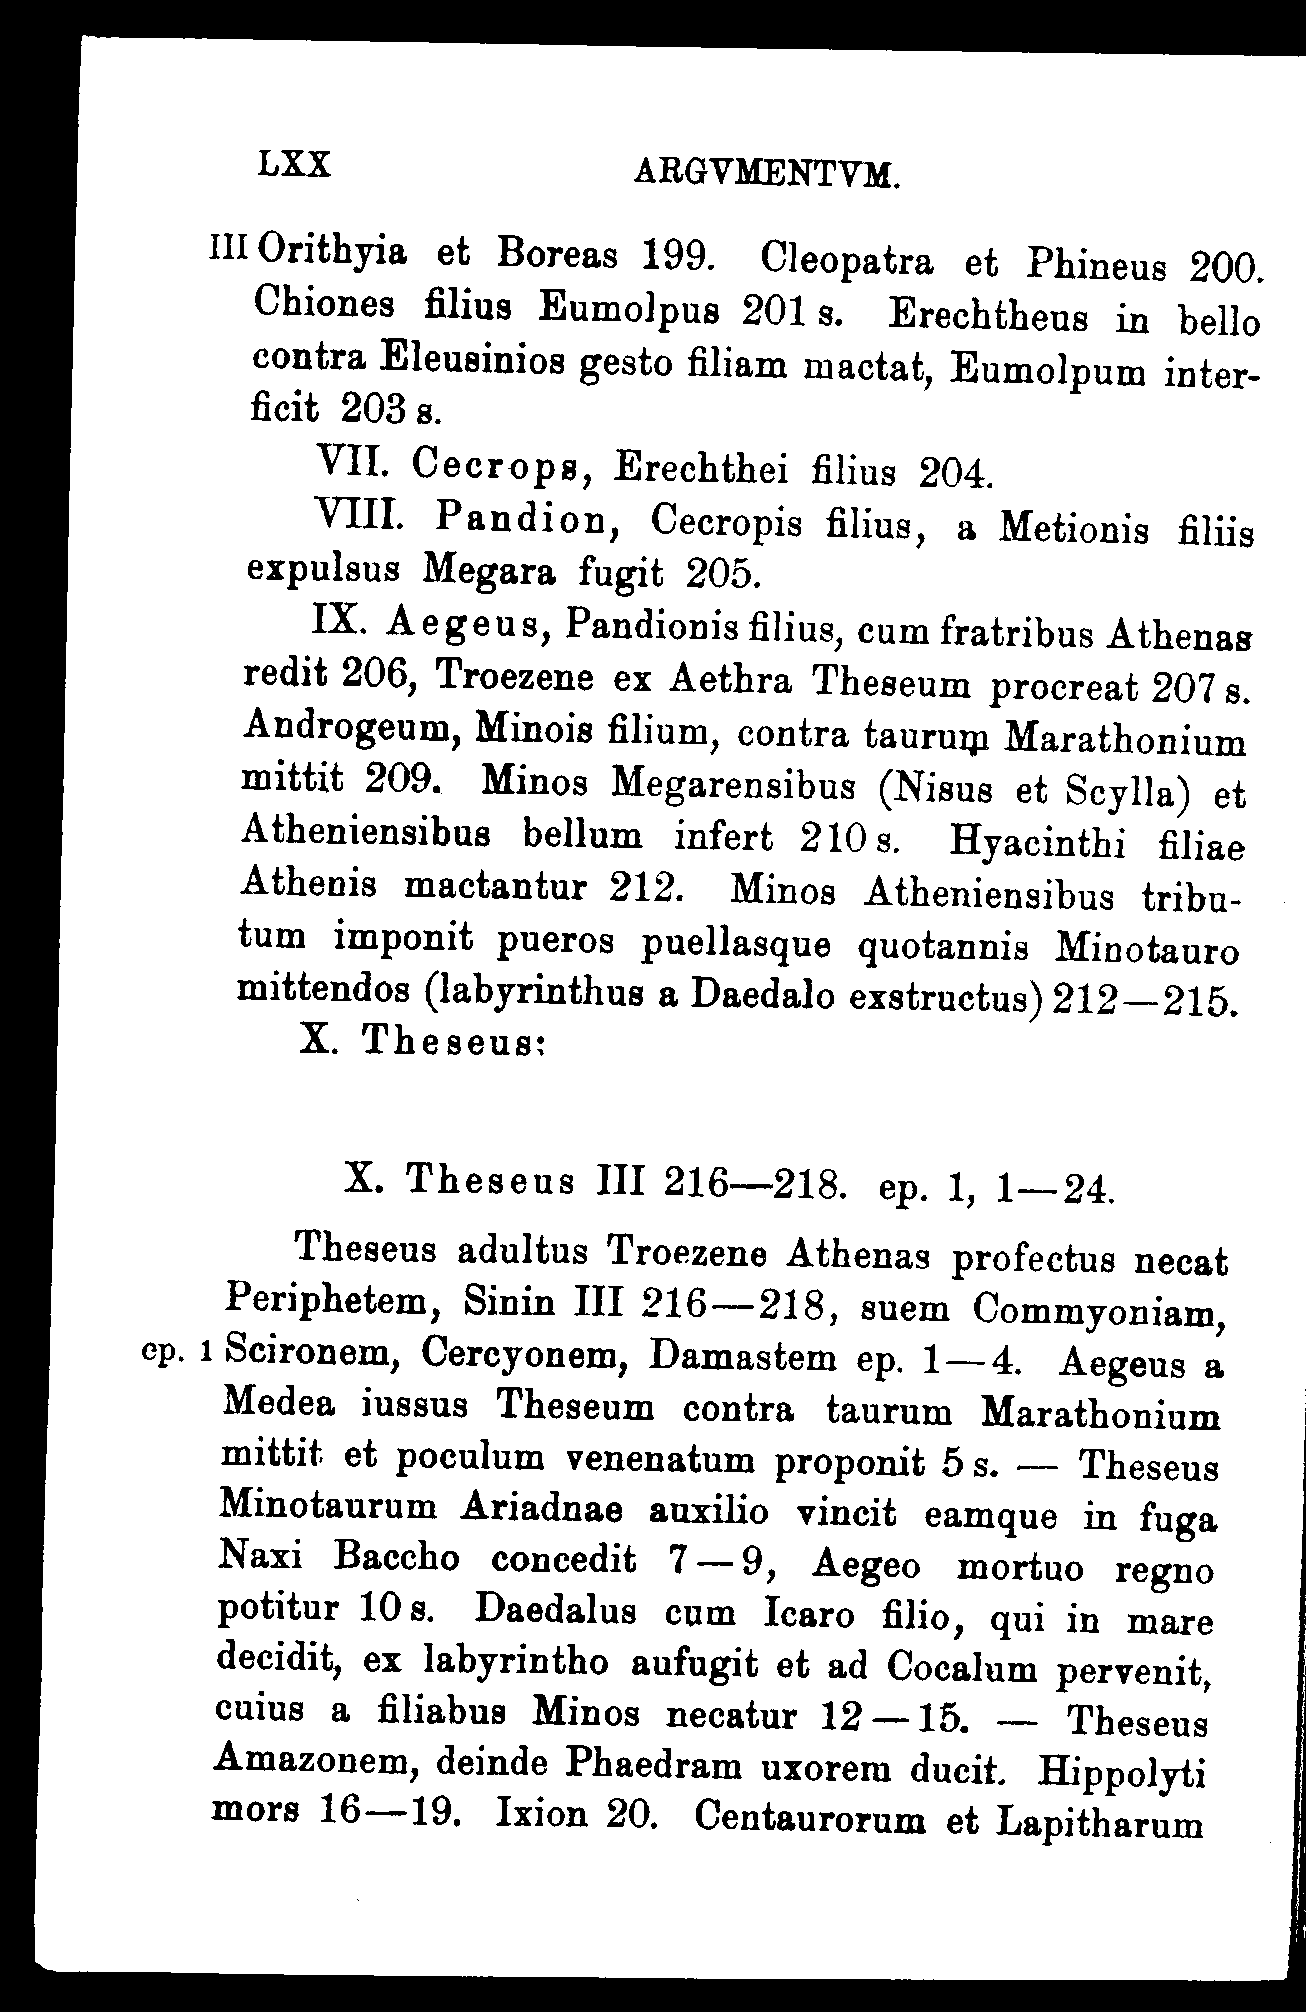 LXX ARGVMENTVM.
III Orithyia et Boreas 199. Cleopatra et Phineus 200.
Chiones filius Eumolpus 201 s. Erechtheus in bello
contra Eleusinios gesto filiam mactat, Eumolpum inter-
ficit 203 s.
VII. Cecrops, Erechthei filius 204.
VIII. Pandion, Cecropis filius, a Metionis filiis
expulsus Megara fugit 205.
IX. Aegeus, Pandionis filius, cum fratribus Athenas
redit 206, Troezene ex Aethra Theseum procreat 207 s.
Androgeum, Minois filium, contra taurum Marathonium
mittit 209. Minos Megarensibus (Nisus et Scylla) et
Atheniensibus bellum infert 210 s. Hyacinthi filiae
Athenis mactantur 212. Minos Atheniensibus tribu-
tum imponit pueros puellasque quotannis Minotauro
mittendos (labyrinthus a Daedalo exstructus) 212—215.
X. Theseus:
X. Theseus III 216—218. ep. 1, 1—24.
Theseus adultus Troezene Athenas profectus necat
Periphetem, Sinin III 216—218, suem Commyoniam,
ep. 1 Scironem, Cercyonem, Damastem ep. 1—4. Aegeus a
Medea iussus Theseum contra taurum Marathonium
mittit et poculum venenatum proponit 5 s. — Theseus
Minotaurum Ariadnae auxilio vincit eamque in fuga
Naxi Baccho concedit 7—9, Aegeo mortuo regno
potitur 10 s. Daedalus cum Icaro filio, qui in mare
decidit, ex labyrintho aufugit et ad Cocalum pervenit,
cuius a filiabus Minos necatur 12—15. — Theseus
Amazonem, deinde Phaedram uxorem ducit. Hippolyti
mors 16—19. Ixion 20. Centaurorum et Lapitharum